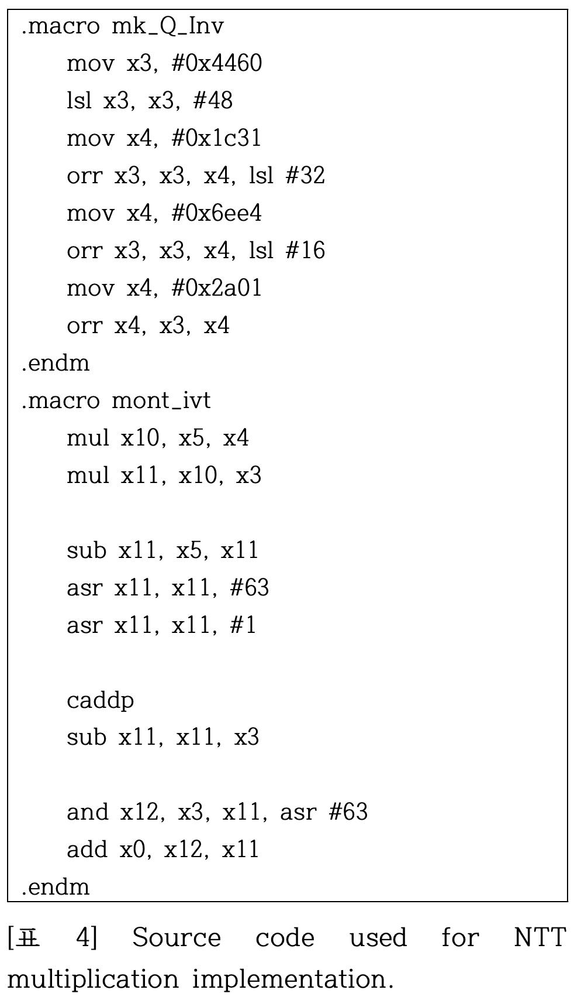 .macro mk_Q_Inv
mov x3, #0x4460
lsl x3, x3, #48
mov x4, #0x1c31
orr x3, x3, x4, lsl #32
mov x4, #0x6ee4
orr x3, x3, x4, lsl #16
mov x4, #0x2a01
orr x4, x3, x4
.endm
.macro mont_ivt
mul x10, x5, x4
mul x11, x10, x3
sub x11, x5, x11
asr x11, x11, #63
asr x11, x11, #1
caddp
sub x11, x11, x3
and x12, x3, x11, asr #63
add x0, x12, x11
.endm
[표 4] Source code used for NTT
multiplication implementation.